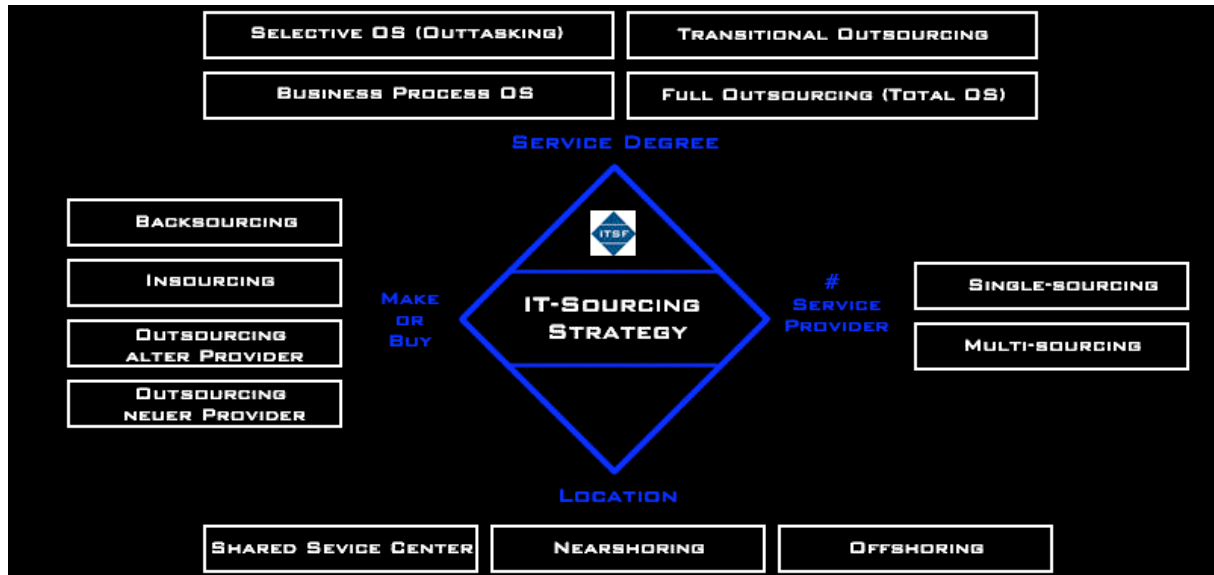 Selective OS (Outtasking)
Transitional Outsourcing
Business Process OS
Full Outsourcing (Total OS)
Service Degree
Backsourcing
Insourcing
Outsourcing
alter Provider
Outsourcing
neuer Provider
Make
or
Buy
ITSF
IT-Sourcing
Strategy
#
Service
Provider
Single-sourcing
Multi-sourcing
Location
Shared Sevice Center
Nearshoring
Offshoring